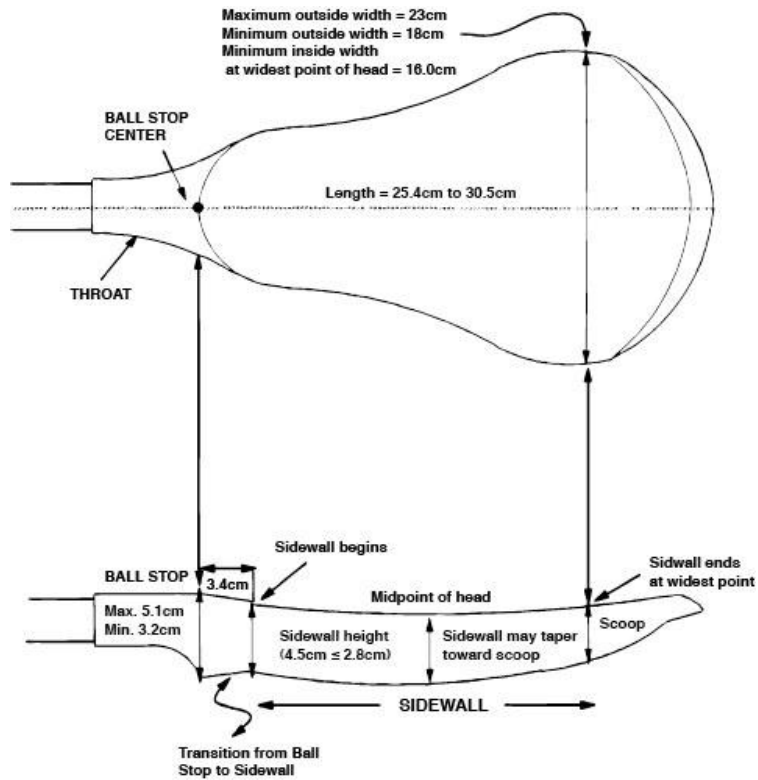 Maximum outside width = 23cm
Minimum outside width = 18cm
Minimum inside width
at widest point of head = 16.0cm
BALL STOP
CENTER
Length = 25.4cm to 30.5cm
THROAT
Sidewall begins
BALL STOP
3.4cm
Midpoint of head
Sidwall ends
at widest point
Max. 5.1cm
Min. 3.2cm
Sidewall height
(4.5cm ≤ 2.8cm)
Sidewall may taper
toward scoop
Scoop
SIDEWALL
Transition from Ball
Stop to Sidewall